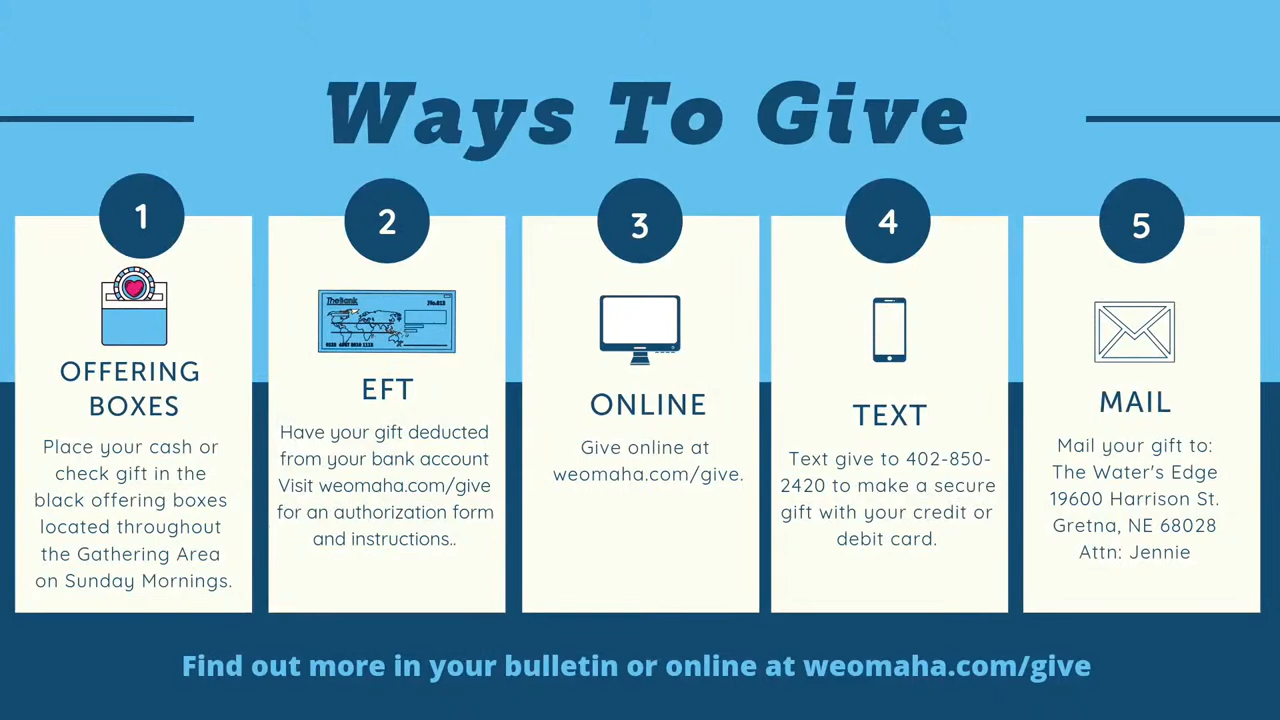 Ways To Give
1
OFFERING
BOXES
Place your cash or
check gift in the
black offering boxes
located throughout
the Gathering Area
on Sunday Mornings.
2
TheBank
No.012
EFT
Have your gift deducted
from your bank account
Visit weomaha.com/give
for an authorization form
and instructions..
3
ONLINE
Give online at
weomaha.com/give.
4
TEXT
Text give to 402-850-
2420 to make a secure
gift with your credit or
debit card.
5
MAIL
Mail your gift to:
The Water's Edge
19600 Harrison St.
Gretna, NE 68028
Attn: Jennie
Find out more in your bulletin or online at weomaha.com/give